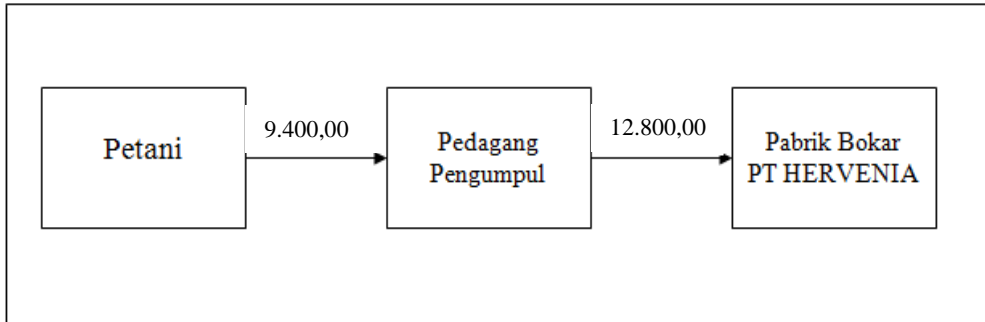 Petani
9.400,00
Pedagang
Pengumpul
12.800,00
Pabrik Bokar
PT HERVENIA